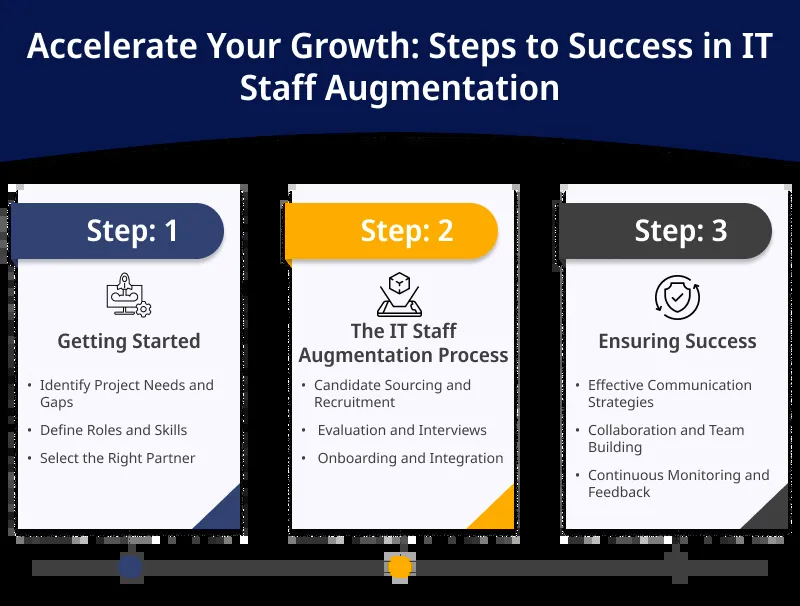 Accelerate Your Growth: Steps to Success in IT
Staff Augmentation
Step: 1
Getting Started
• Identify Project Needs and
Gaps
• Define Roles and Skills
• Select the Right Partner
Step: 2
The IT Staff
Augmentation Process
• Candidate Sourcing and
Recruitment
• Evaluation and Interviews
• Onboarding and Integration
Step: 3
Ensuring Success
• Effective Communication
Strategies
• Collaboration and Team
Building
• Continuous Monitoring and
Feedback